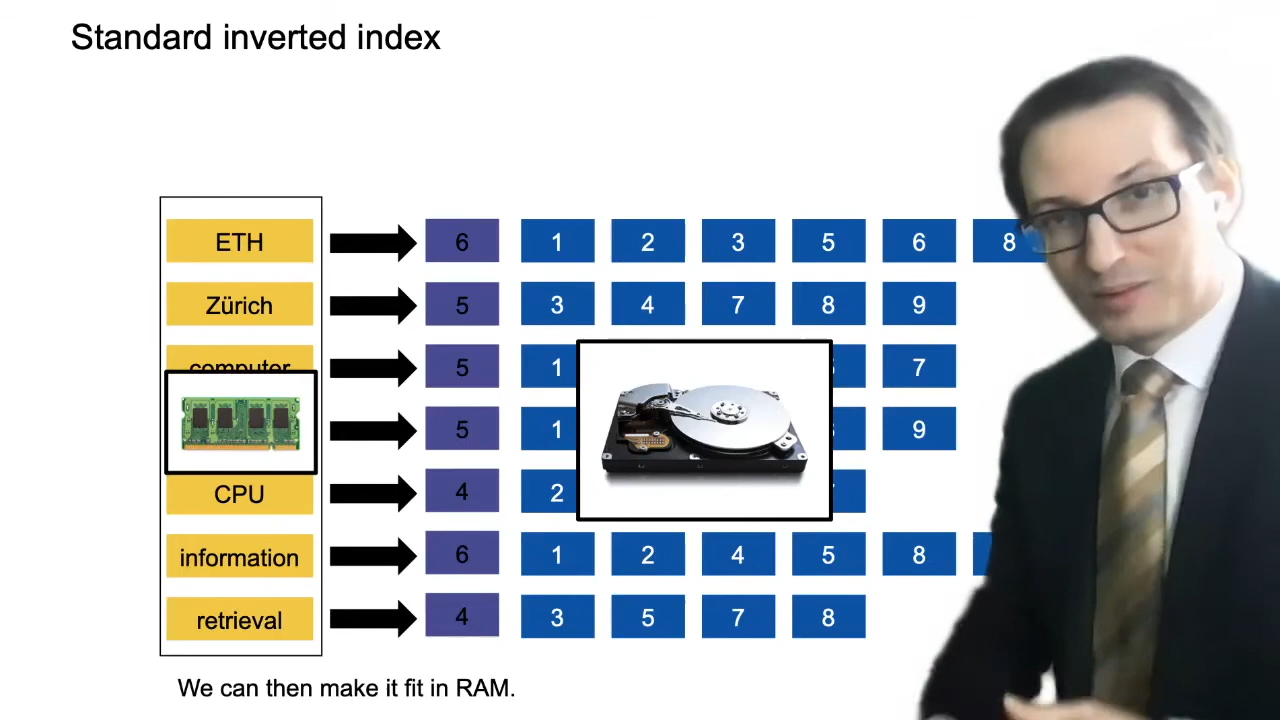 Standard inverted index
ETH 6 1 2 3 5 6 8
Zürich 5 3 4 7 8 9
computer 5 1 7
5 1 9
CPU 4 2
information 6 1 2 4 5 8
retrieval 4 3 5 7 8
We can then make it fit in RAM.